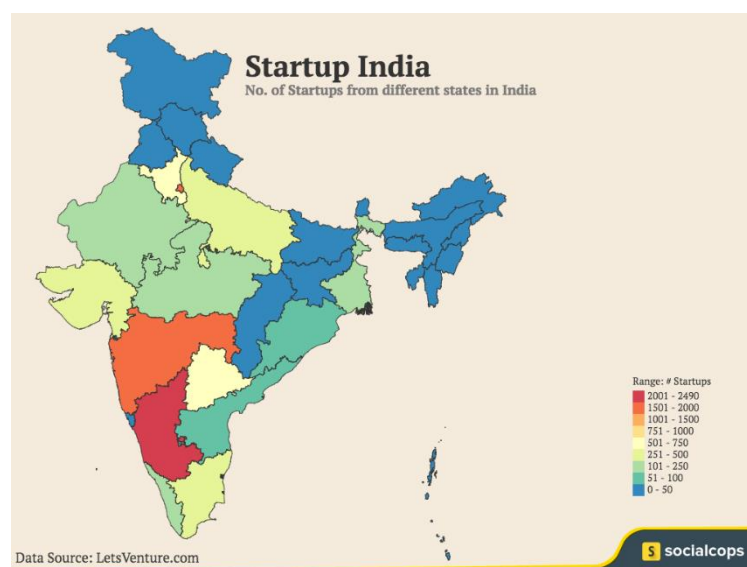 Startup India
No. of Startups from different states in India
Range: # Startups
2001 - 2490
1501 - 2000
1001 - 1500
751 - 1000
501 - 750
251 - 500
101 - 250
51 - 100
0 - 50
Data Source: LetsVenture.com
S socialcops